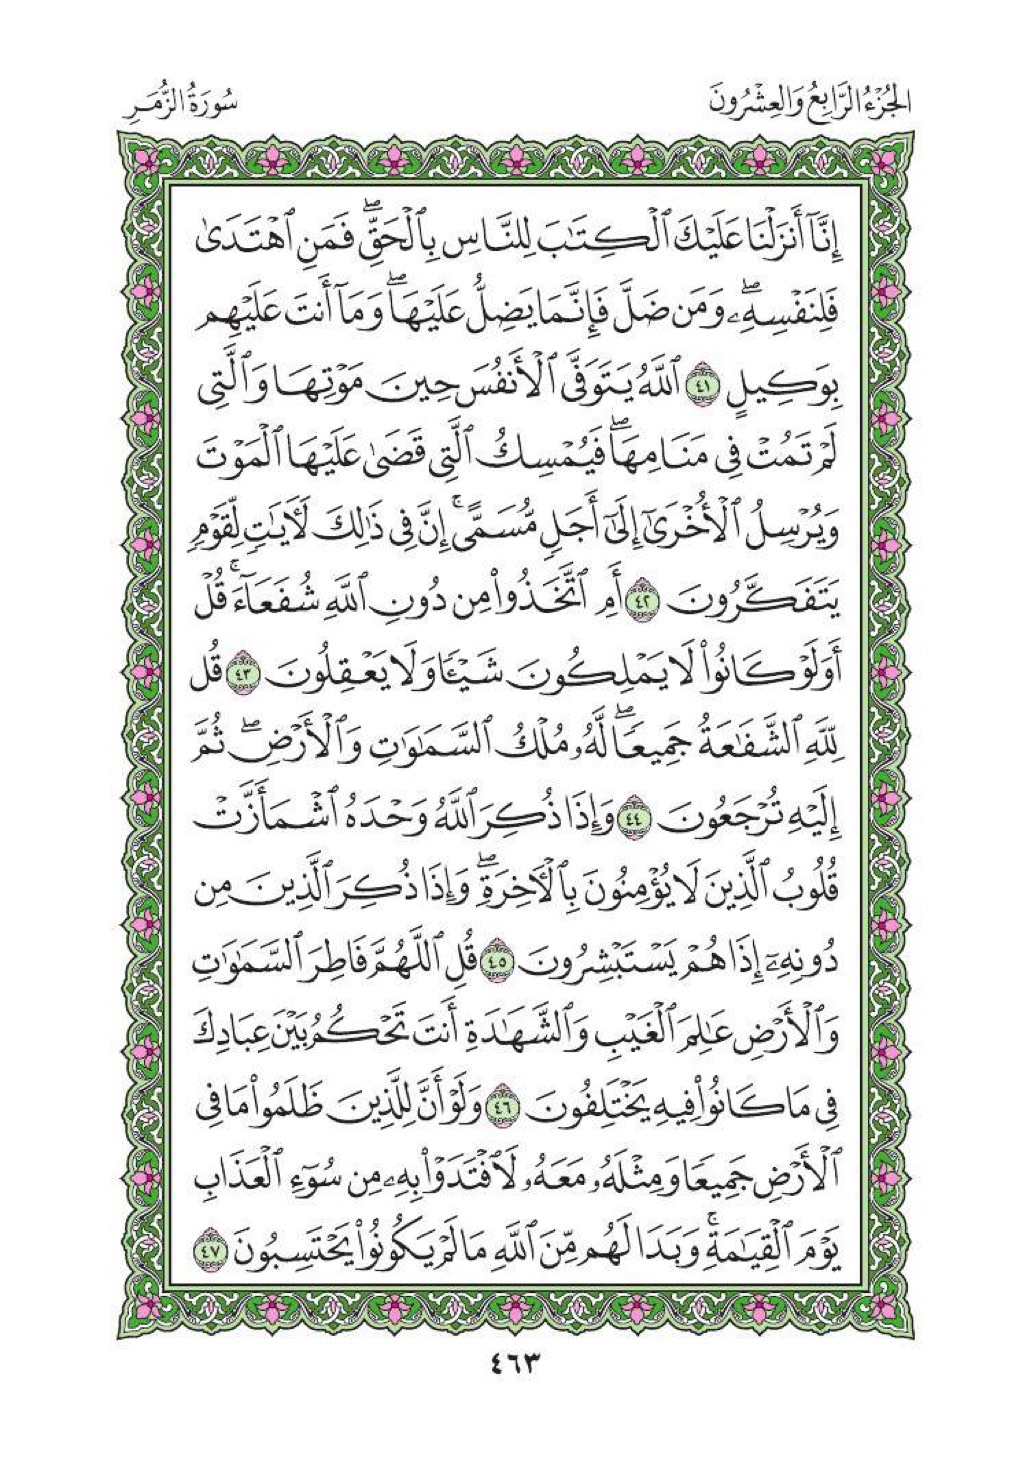 الجُزْءُ الرَّابِعُ وَالعِشْرُونَ
سُورَةُ الزُّمَرِ
إِنَّآ أَنزَلۡنَا عَلَيۡكَ ٱلۡكِتَٰبَ لِلنَّاسِ بِٱلۡحَقِّۖ فَمَنِ ٱهۡتَدَىٰ
فَلِنَفۡسِهِۦۖ وَمَن ضَلَّ فَإِنَّمَا يَضِلُّ عَلَيۡهَاۖ وَمَآ أَنتَ عَلَيۡهِم
بِوَكِيلٍ ٤١ ٱللَّهُ يَتَوَفَّى ٱلۡأَنفُسَ حِينَ مَوۡتِهَا وَٱلَّتِي
لَمۡ تَمُتۡ فِي مَنَامِهَاۖ فَيُمۡسِكُ ٱلَّتِي قَضَىٰ عَلَيۡهَا ٱلۡمَوۡتَ
وَيُرۡسِلُ ٱلۡأُخۡرَىٰٓ إِلَىٰٓ أَجَلٖ مُّسَمًّىۚ إِنَّ فِي ذَٰلِكَ لَأٓيَٰتٖ لِّقَوۡمٖ
يَتَفَكَّرُونَ ٤٢ أَمِ ٱتَّخَذُواْ مِن دُونِ ٱللَّهِ شُفَعَآءَۚ قُلۡ
أَوَلَوۡ كَانُواْ لَا يَمۡلِكُونَ شَيۡـٔٗا وَلَا يَعۡقِلُونَ ٤٣ قُل
لِّلَّهِ ٱلشَّفَٰعَةُ جَمِيعٗاۖ لَّهُۥ مُلۡكُ ٱلسَّمَٰوَٰتِ وَٱلۡأَرۡضِۖ ثُمَّ
إِلَيۡهِ تُرۡجَعُونَ ٤٤ وَإِذَا ذُكِرَ ٱللَّهُ وَحۡدَهُ ٱشۡمَأَزَّتۡ
قُلُوبُ ٱلَّذِينَ لَا يُؤۡمِنُونَ بِٱلۡأٓخِرَةِۖ وَإِذَا ذُكِرَ ٱلَّذِينَ مِن
دُونِهِۦٓ إِذَا هُمۡ يَسۡتَبۡشِرُونَ ٤٥ قُلِ ٱللَّهُمَّ فَاطِرَ ٱلسَّمَٰوَٰتِ
وَٱلۡأَرۡضِ عَٰلِمَ ٱلۡغَيۡبِ وَٱلشَّهَٰدَةِ أَنتَ تَحۡكُمُ بَيۡنَ عِبَادِكَ
فِي مَا كَانُواْ فِيهِ يَخۡتَلِفُونَ ٤٦ وَلَوۡ أَنَّ لِلَّذِينَ ظَلَمُواْ مَا فِي
ٱلۡأَرۡضِ جَمِيعٗا وَمِثۡلَهُۥ مَعَهُۥ لَٱفۡتَدَوۡاْ بِهِۦ مِن سُوٓءِ ٱلۡعَذَابِ
يَوۡمَ ٱلۡقِيَٰمَةِۚ وَبَدَا لَهُم مِّنَ ٱللَّهِ مَا لَمۡ يَكُونُواْ يَحۡتَسِبُونَ ٤٧
٤٦٣